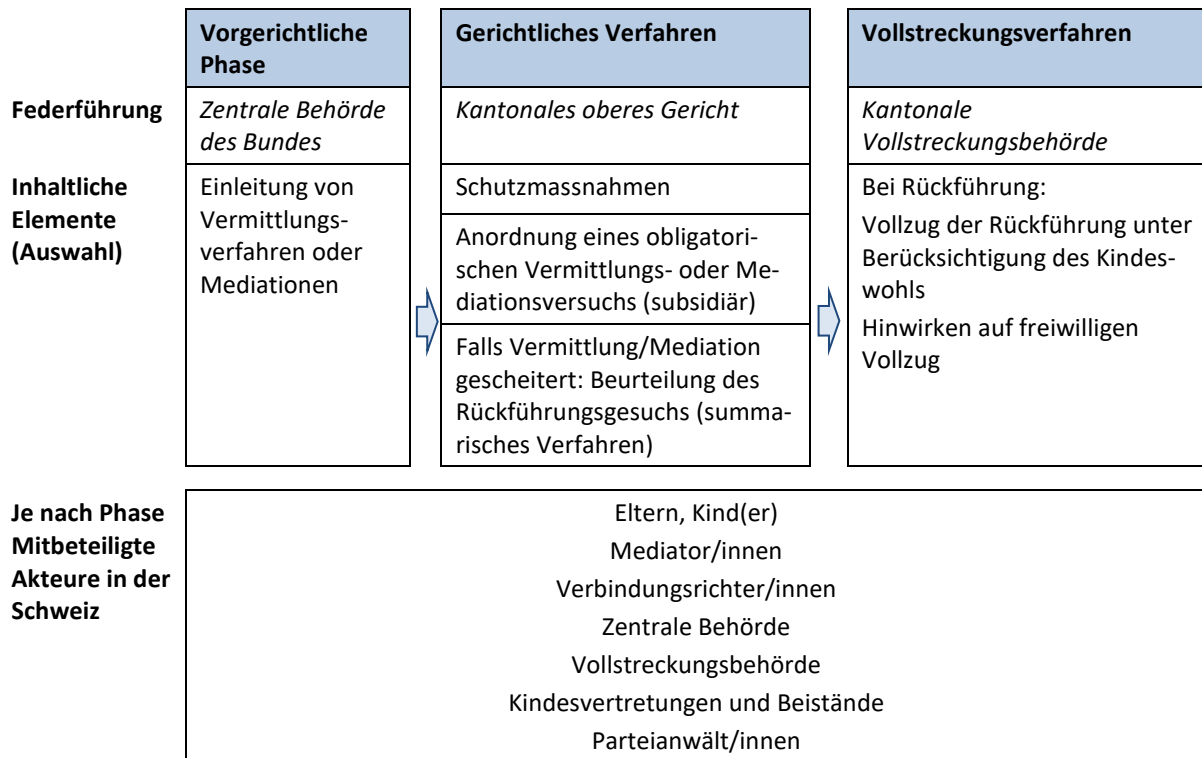 Vorgerichtliche
Phase
Gerichtliches Verfahren
Vollstreckungsverfahren
Federführung
Zentrale Behörde
des Bundes
Kantonales oberes Gericht
Kantonale
Vollstreckungsbehörde
Inhaltliche
Elemente
(Auswahl)
Einleitung von
Vermittlungs-
verfahren oder
Mediationen
Schutzmassnahmen
Anordnung eines obligatori-
schen Vermittlungs- oder Me-
diationsversuchs (subsidiär)
Falls Vermittlung/Mediation
gescheitert: Beurteilung des
Rückführungsgesuchs (summa-
risches Verfahren)
Bei Rückführung:
Vollzug der Rückführung unter
Berücksichtigung des Kindes-
wohls
Hinwirken auf freiwilligen
Vollzug
Je nach Phase
Mitbeteiligte
Akteure in der
Schweiz
Eltern, Kind(er)
Mediator/innen
Verbindungsrichter/innen
Zentrale Behörde
Vollstreckungsbehörde
Kindesvertretungen und Beistände
Parteianwält/innen